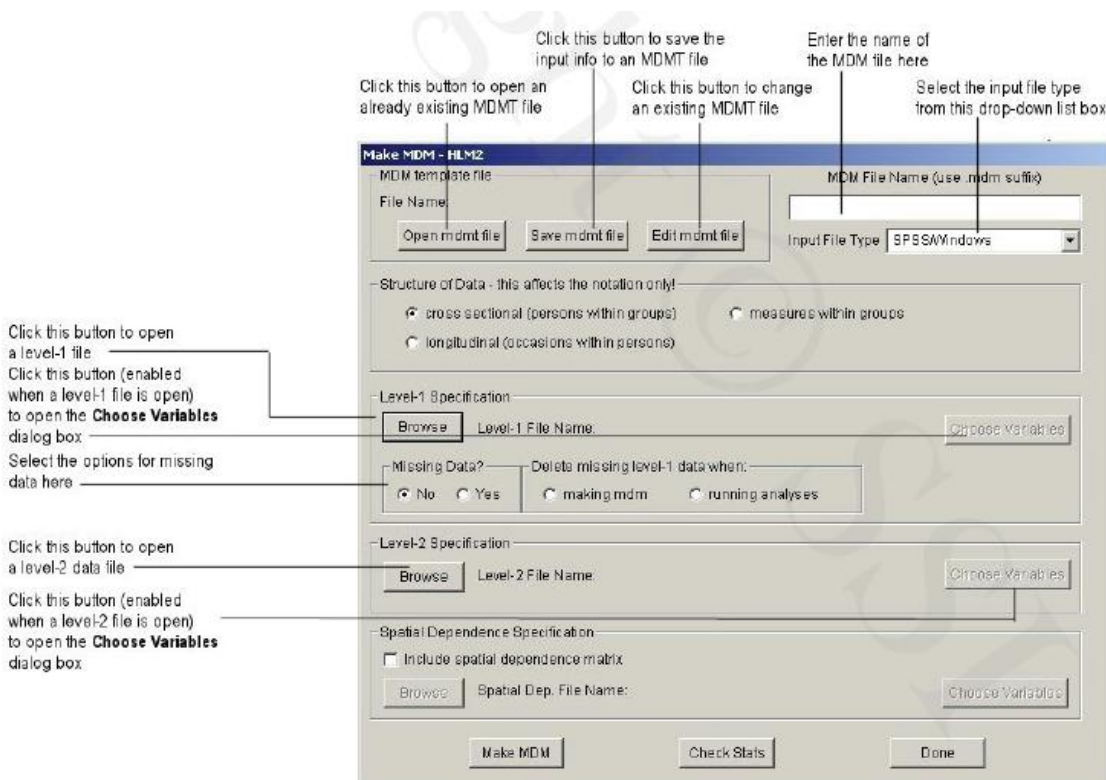 Click this button to save the
input info to an MDMT file
Enter the name of
the MDM file here
Click this button to open an
already existing MDMT file
Click this button to change
an existing MDMT file
Select the input file type
from this drop-down list box
Make MDM - HLM2
MDM template file
File Name:
Open mdmt file
Save mdmt file
Edit mdmt file
MDM File Name (use .mdm suffix)
Input File Type
SPSS/Windows
Structure of Data - this affects the notation only!
cross sectional (persons within groups)
measures within groups
longitudinal (occasions within persons)
Click this button to open
a level-1 file
Click this button (enabled
when a level-1 file is open)
to open the Choose Variables
dialog box
Select the options for missing
data here
Level-1 Specification
Browse
Level-1 File Name:
Choose Variables
Missing Data?
No
Yes
Delete missing level-1 data when:
making mdm
running analyses
Click this button to open
a level-2 data file
Click this button (enabled
when a level-2 file is open)
to open the Choose Variables
dialog box
Level-2 Specification
Browse
Level-2 File Name:
Choose Variables
Spatial Dependence Specification
Include spatial dependence matrix
Browse
Spatial Dep. File Name:
Choose Variables
Make MDM
Check Stats
Done